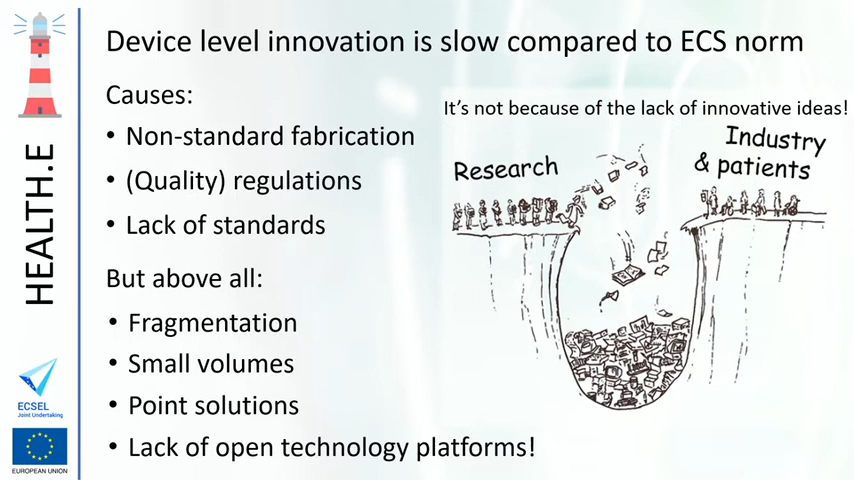 Device level innovation is slow compared to ECS norm
Causes:
• Non-standard fabrication
• (Quality) regulations
• Lack of standards
But above all:
• Fragmentation
• Small volumes
• Point solutions
• Lack of open technology platforms!
It's not because of the lack of innovative ideas!
Research
Industry
& patients
HEALTH.E
ECSEL
Joint Undertaking
EUROPEAN UNION